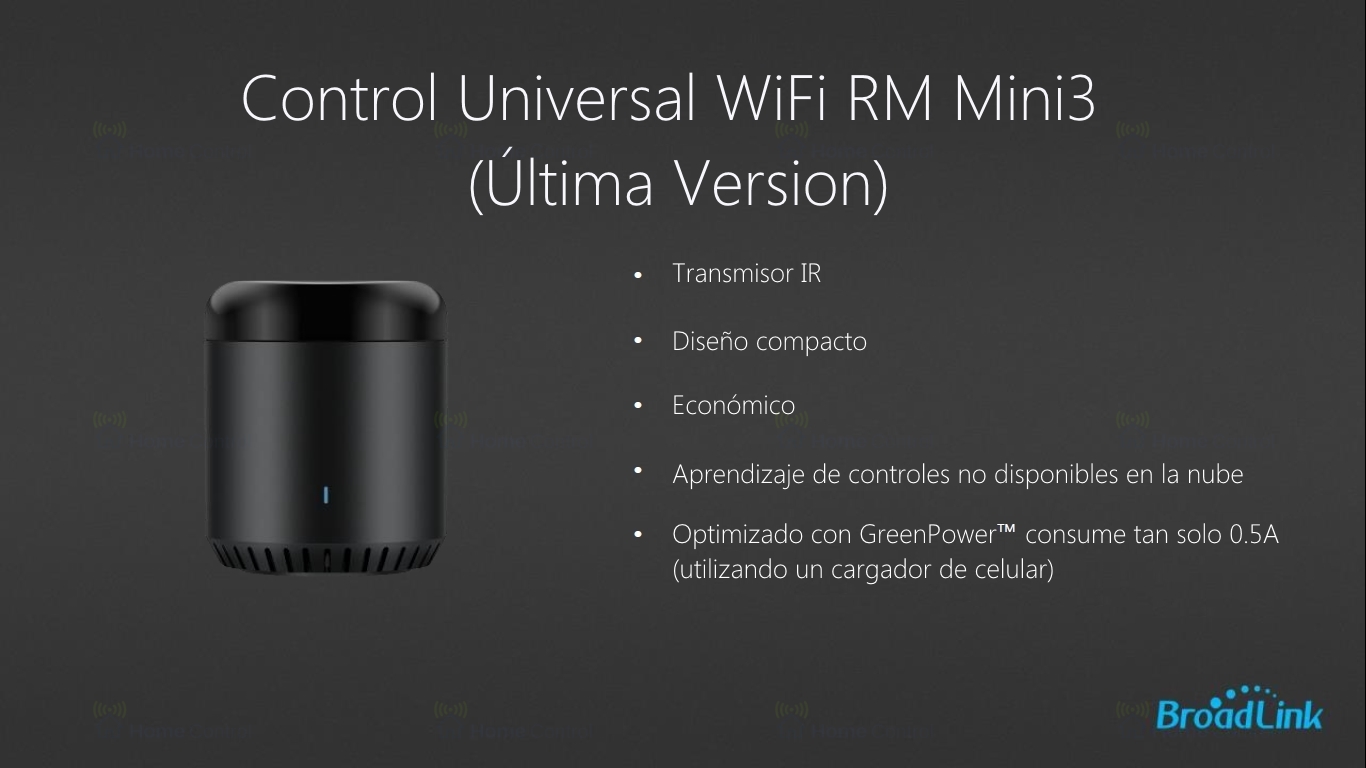 Control Universal WiFi RM Mini3
(Última Version)
• Transmisor IR
• Diseño compacto
• Económico
• Aprendizaje de controles no disponibles en la nube
• Optimizado con GreenPower™ consume tan solo 0.5A
(utilizando un cargador de celular)
BroadLink